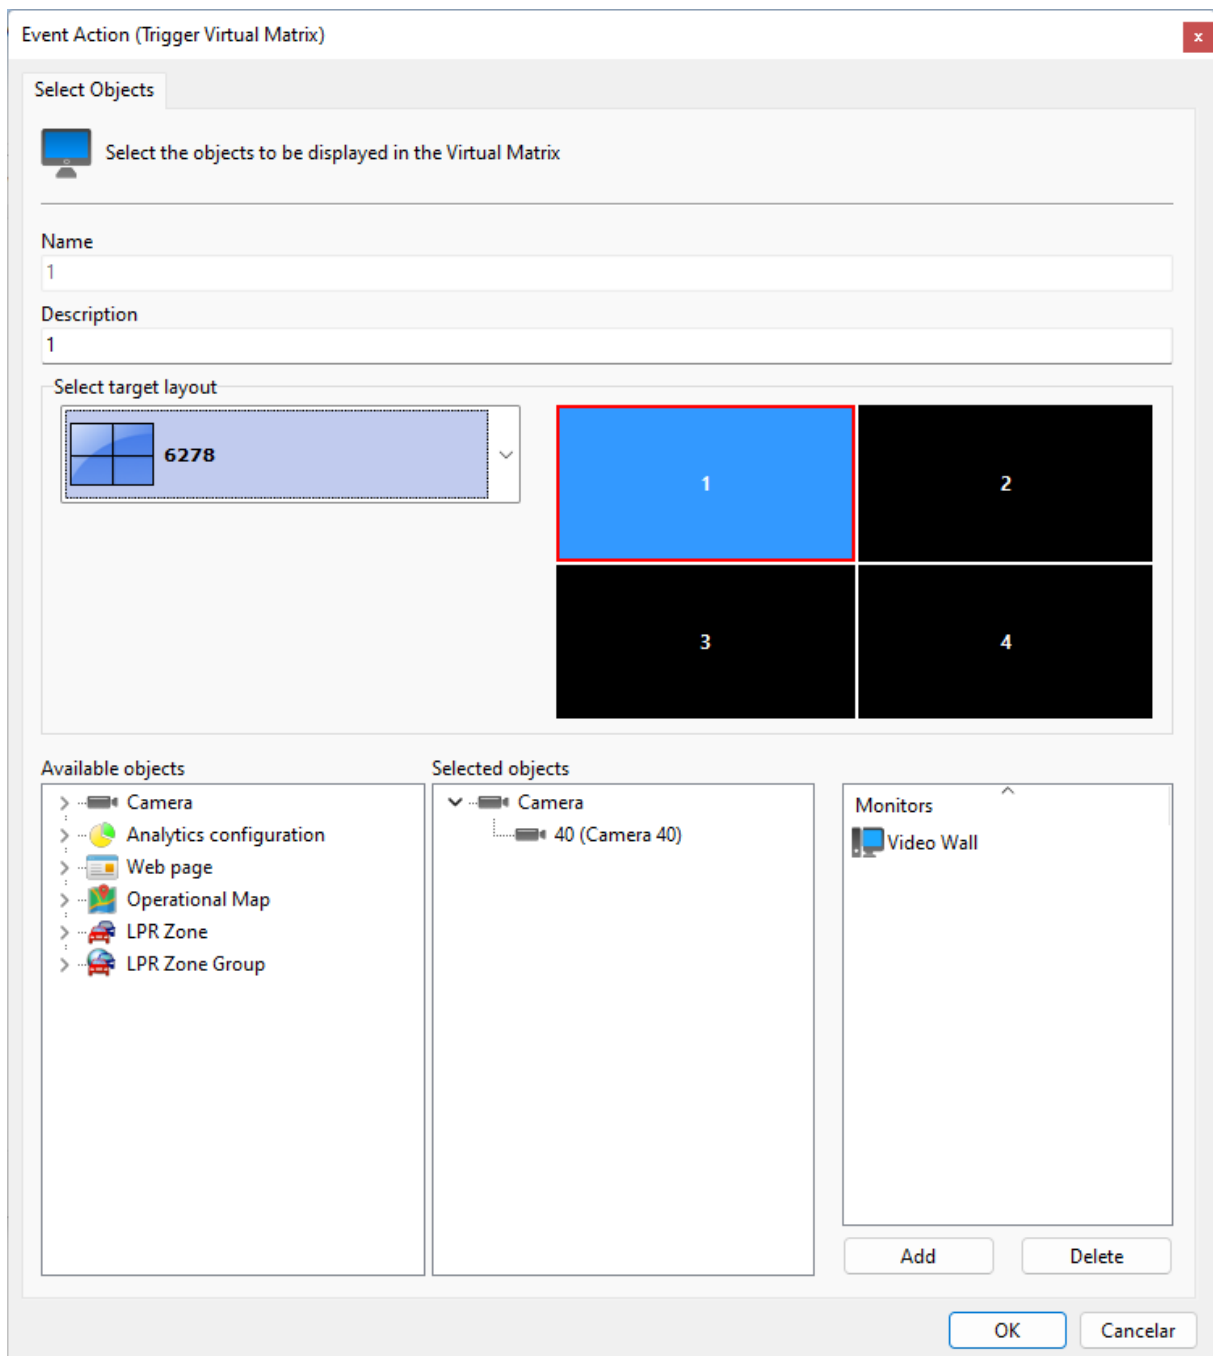 Event Action (Trigger Virtual Matrix)
x
Select Objects
Select the objects to be displayed in the Virtual Matrix
Name
1
Description
1
Select target layout
6278
1
2
3
4
Available objects
Camera
Analytics configuration
Web page
Operational Map
LPR Zone
LPR Zone Group
Selected objects
Camera
40 (Camera 40)
Monitors
Video Wall
Add
Delete
OK
Cancelar